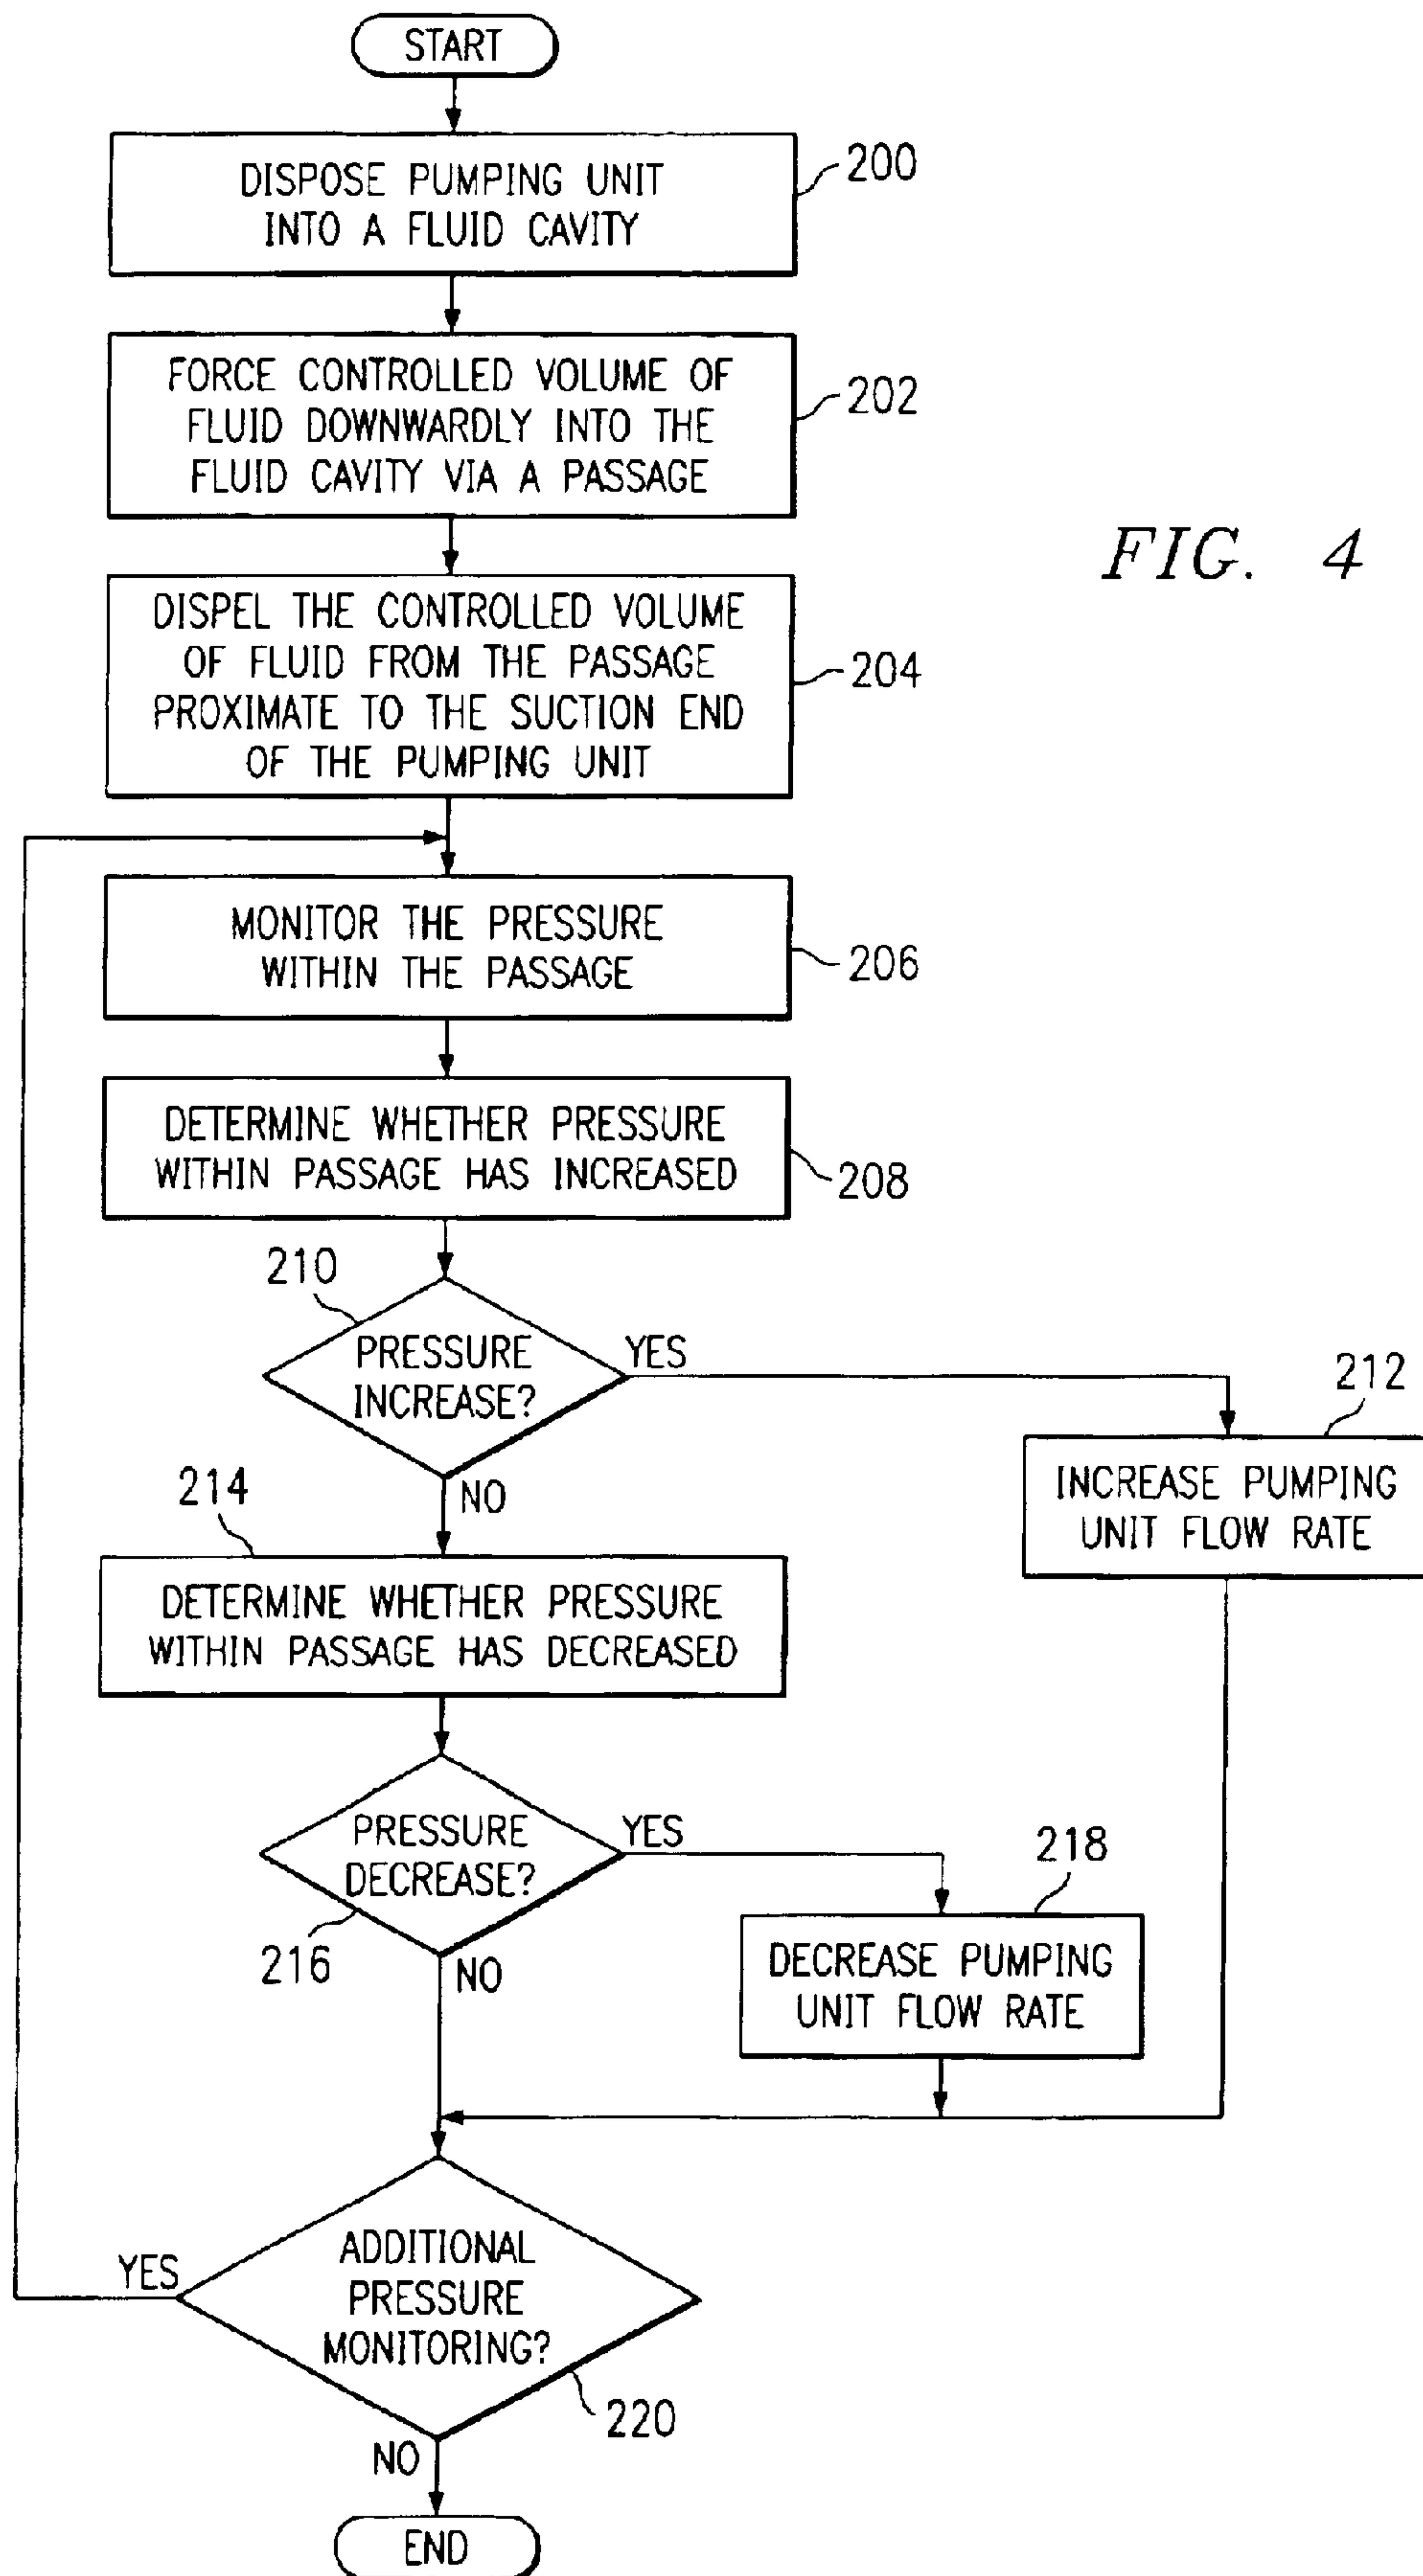 START
DISPOSE PUMPING UNIT
INTO A FLUID CAVITY
200
FORCE CONTROLLED VOLUME OF
FLUID DOWNWARDLY INTO THE
FLUID CAVITY VIA A PASSAGE
202
FIG. 4
DISPEL THE CONTROLLED VOLUME
OF FLUID FROM THE PASSAGE
PROXIMATE TO THE SUCTION END
OF THE PUMPING UNIT
204
MONITOR THE PRESSURE
WITHIN THE PASSAGE
206
DETERMINE WHETHER PRESSURE
WITHIN PASSAGE HAS INCREASED
208
210
PRESSURE
INCREASE?
YES
NO
212
INCREASE PUMPING
UNIT FLOW RATE
214
DETERMINE WHETHER PRESSURE
WITHIN PASSAGE HAS DECREASED
PRESSURE
DECREASE?
216
YES
NO
218
DECREASE PUMPING
UNIT FLOW RATE
ADDITIONAL
PRESSURE
MONITORING?
YES
220
NO
END